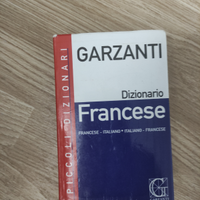 PICCOLI DIZIONARI
GARZANTI
Dizionario
Francese
FRANCESE – ITALIANO • ITALIANO – FRANCESE
G